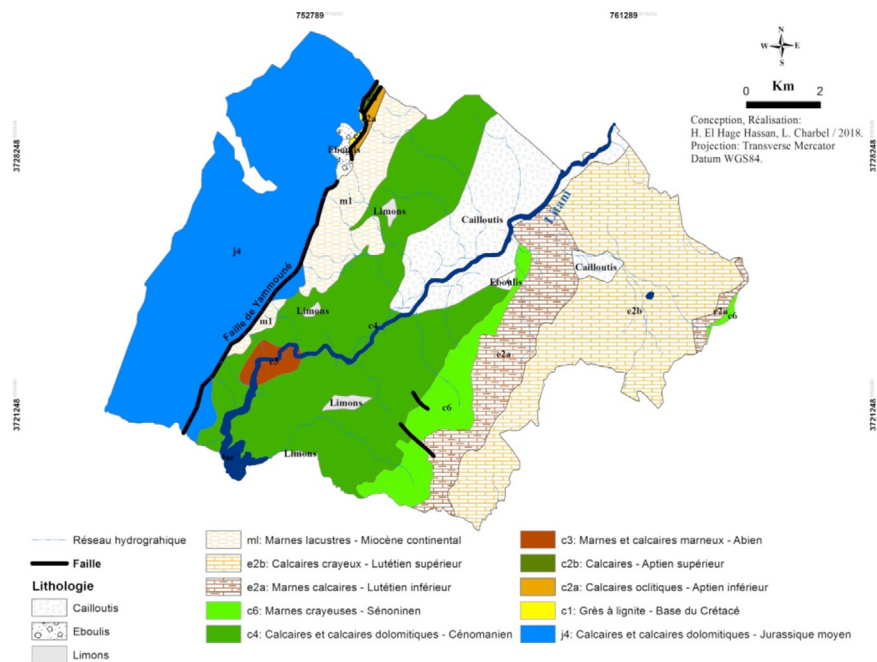 752789
761289
N
W E
S
Km
0 2
Conception, Réalisation:
H. El Hage Hassan, L. Charbel / 2018.
Projection: Transverse Mercator
Datum WGS84.
3728248
3728248
3721248
3721248
Eboulis
m1
Limons
Cailloutis
Litani
j4
Faille de Yammouné
Cailloutis
Eboulis
Limons
m1
c4
c2b
e2a
c6
c3
c2a
Limons
c6
Limons
Lac
Réseau hydrograhique
Faille
Lithologie
Cailloutis
Eboulis
Limons
ml: Marnes lacustres - Miocène continental
e2b: Calcaires crayeux - Lutétien supérieur
e2a: Marnes calcaires - Lutétien inférieur
c6: Marnes crayeuses - Sénoninen
c4: Calcaires et calcaires dolomitiques - Cénomanien
c3: Marnes et calcaires marneux - Abien
c2b: Calcaires - Aptien supérieur
c2a: Calcaires oclitiques - Aptien inférieur
c1: Grès à lignite - Base du Crétacé
j4: Calcaires et calcaires dolomitiques - Jurassique moyen